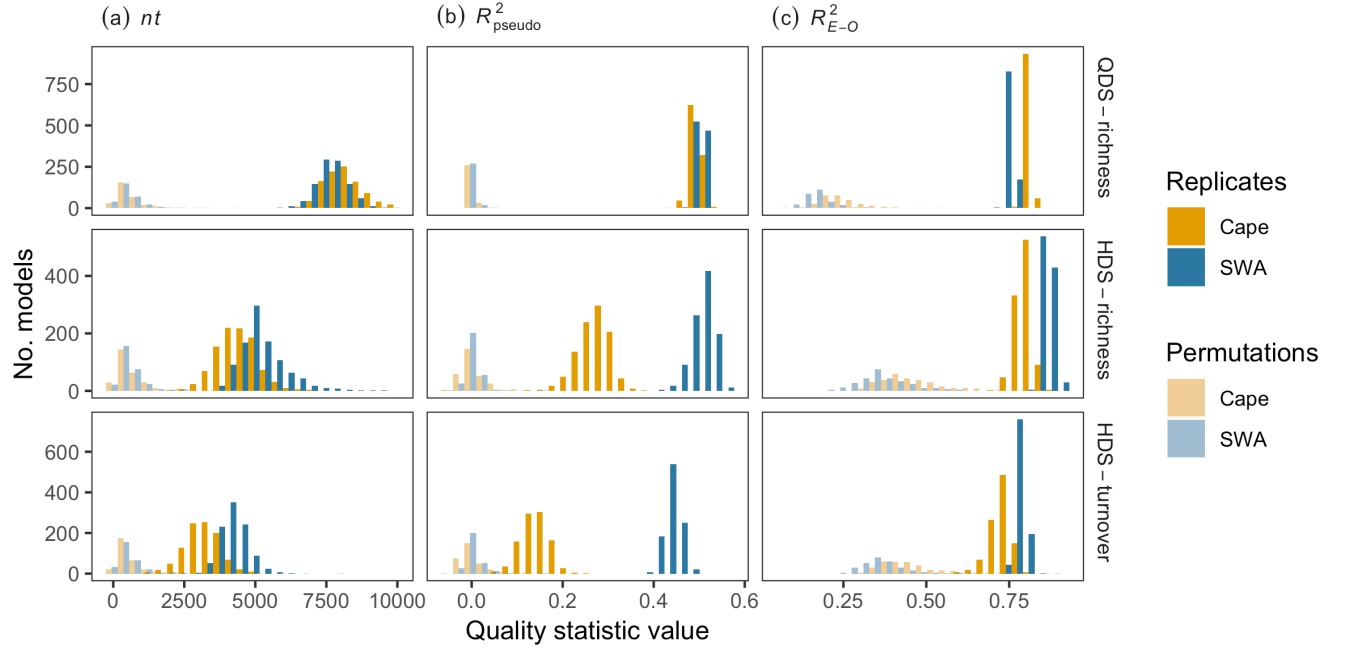 (a) nt
(b) R²pseudo
(c) R²E−O
750
500
250
0
QDS − richness
400
200
0
HDS − richness
600
400
200
0
HDS − turnover
No. models
0 2500 5000 7500 10000
0.0 0.2 0.4 0.6
0.25 0.50 0.75
Quality statistic value
Replicates
Cape
SWA
Permutations
Cape
SWA